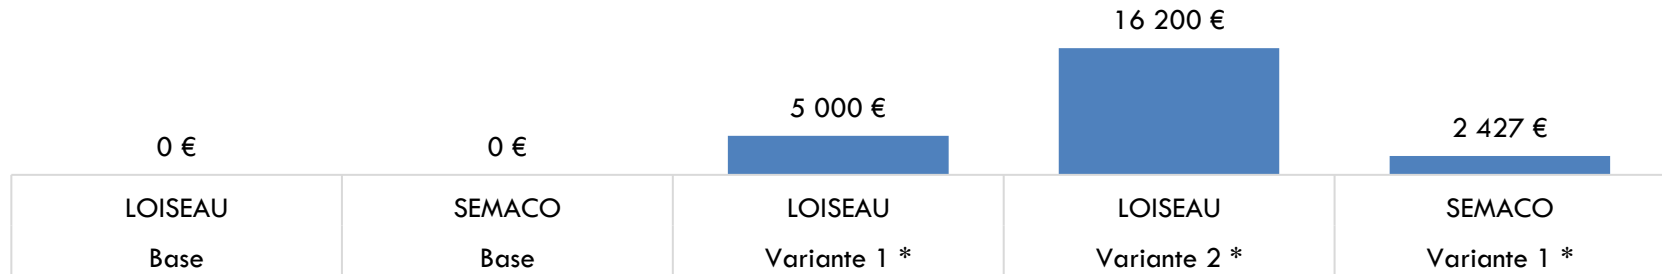 16 200 €
5 000 €
2 427 €
0 €
0 €
LOISEAU
SEMACO
LOISEAU
LOISEAU
SEMACO
Base
Base
Variante 1 *
Variante 2 *
Variante 1 *